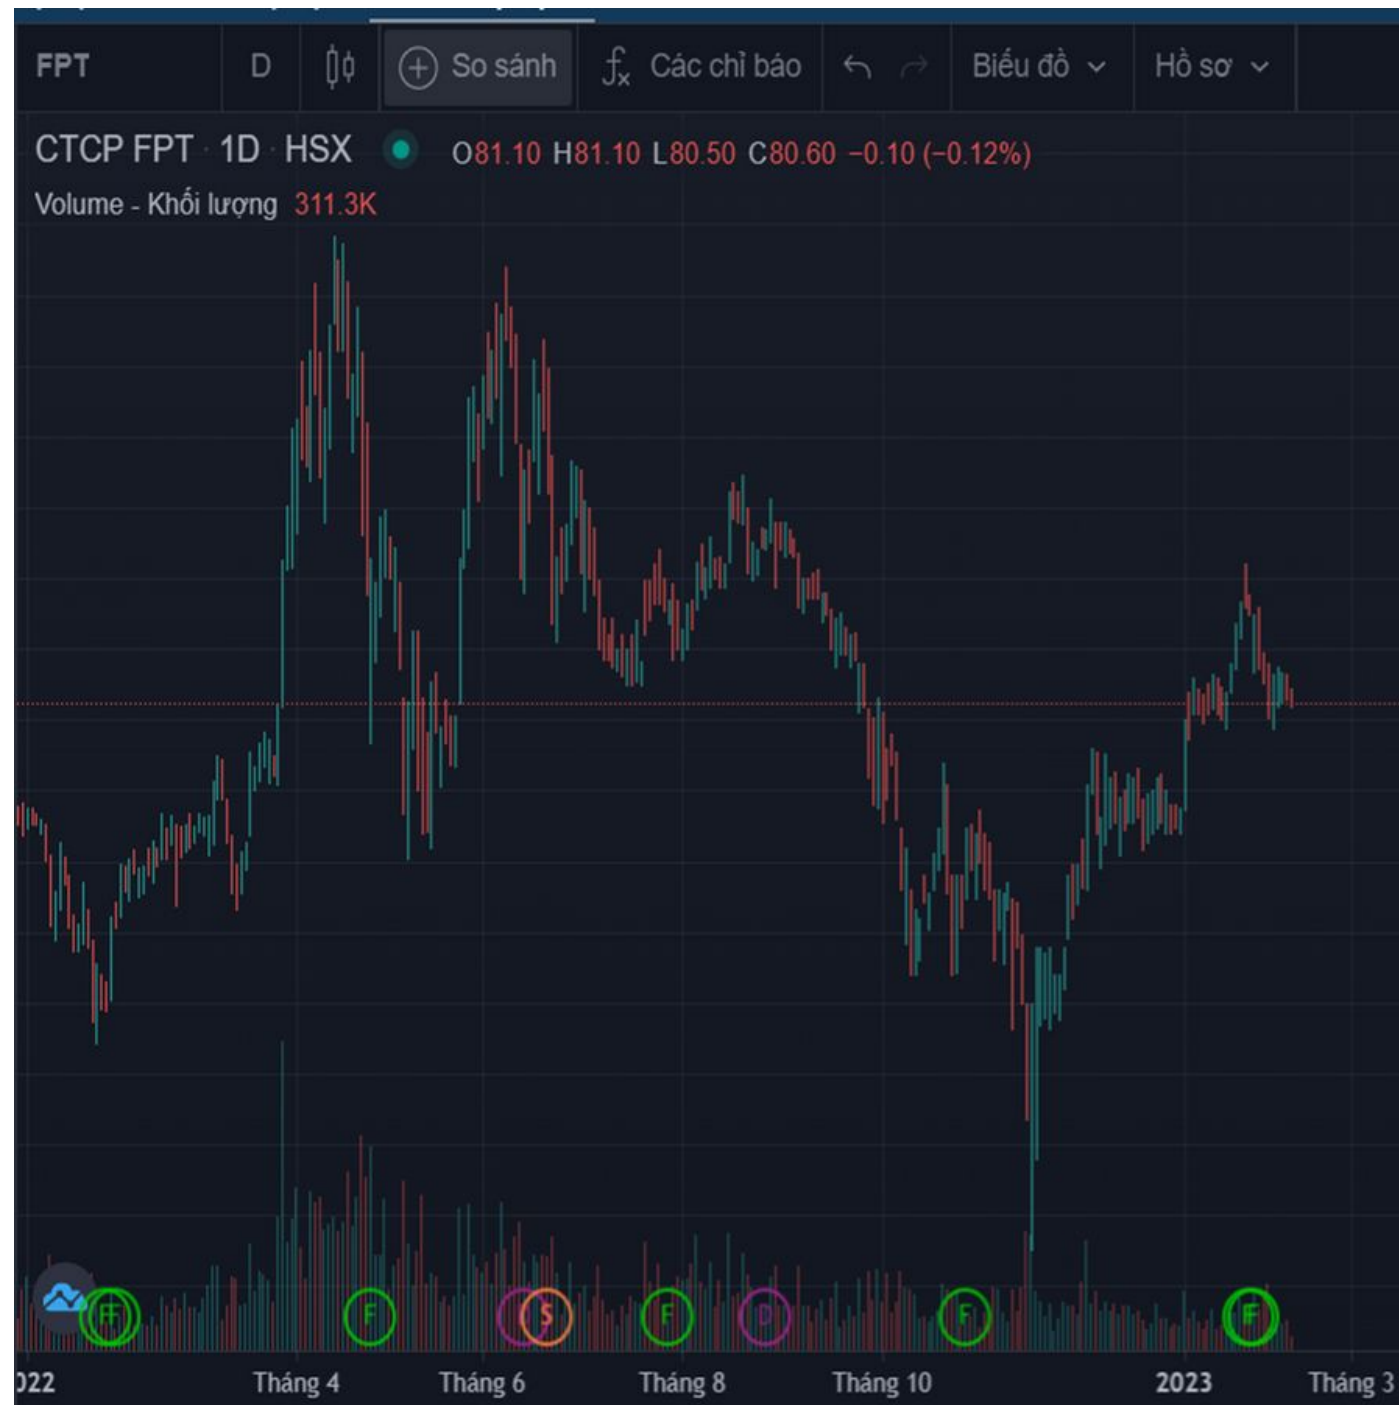 FPT D So sánh Các chỉ báo Biểu đồ Hồ sơ
CTCP FPT · 1D · HSX O81.10 H81.10 L80.50 C80.60 −0.10 (−0.12%)
Volume - Khối lượng 311.3K
F F F S F D F F F
022 Tháng 4 Tháng 6 Tháng 8 Tháng 10 2023 Tháng 3